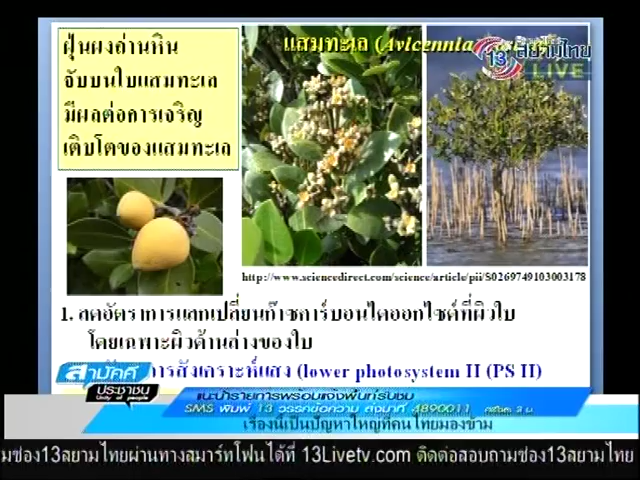 ฝุ่นผงถ่านหิน
จับบนใบแสมทะเล
มีผลต่อการเจริญ
เติบโตของแสมทะเล
แสมทะเล (Avicennia
13 สยามไทย
LIVE
http://www.sciencedirect.com/science/article/pii/S0269749103003178
1. ลดอัตราการแลกเปลี่ยนก๊าซคาร์บอนไดออกไซด์ที่ผิวใบ
โดยเฉพาะผิวด้านล่างของใบ
การสังเคราะห์แสง (lower photosystem II (PS II)
สามัคคี
ประชาชน
Unity of people
แนะนำรายการพร้อมแจ้งพื้นที่รับชม
SMS พิมพ์ 13 วรรคข้อความ ส่งมาที่ 4890011
เรื่องนี้เป็นปัญหาใหญ่ที่คนไทยมองข้าม
มช่อง13สยามไทยผ่านทางสมาร์ทโฟนได้ที่ 13Livetv.com ติดต่อสอบถามช่อง13สยามไทย